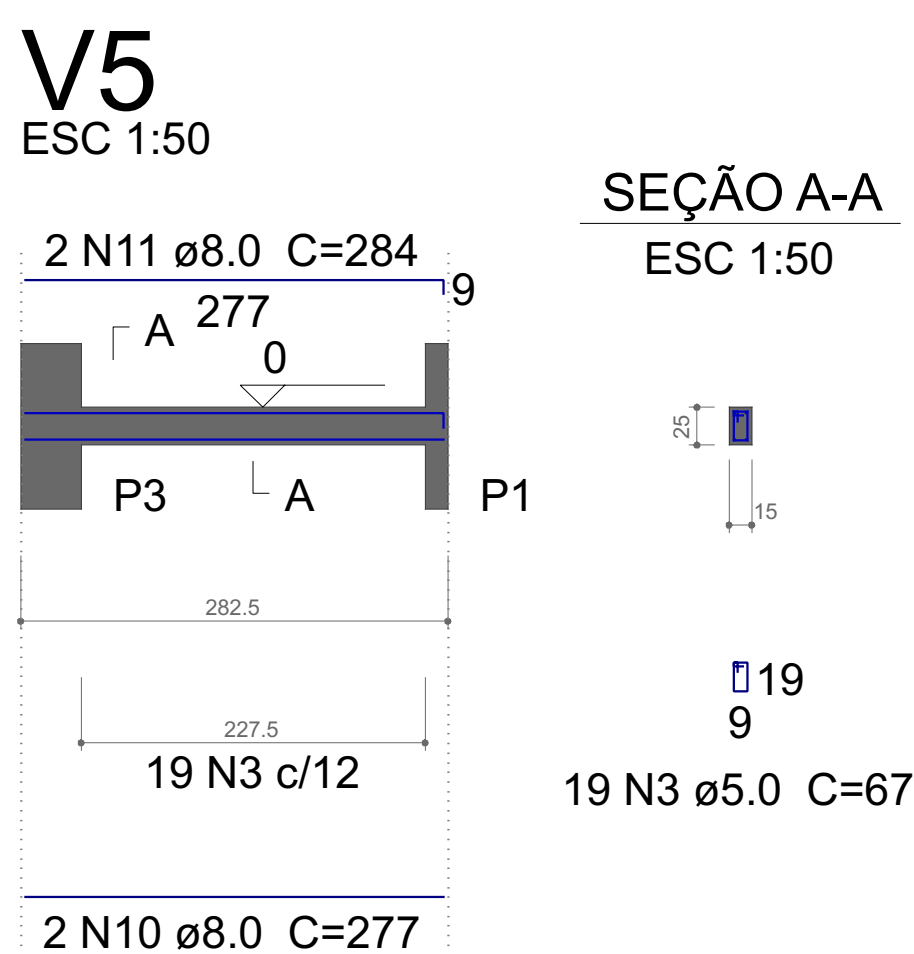 V5
ESC 1:50
SEÇÃO A-A
ESC 1:50
2 N11 ø8.0 C=284
9
277
A
0
P3
A
P1
25
15
282.5
227.5
19 N3 c/12
19
9
19 N3 ø5.0 C=67
2 N10 ø8.0 C=277